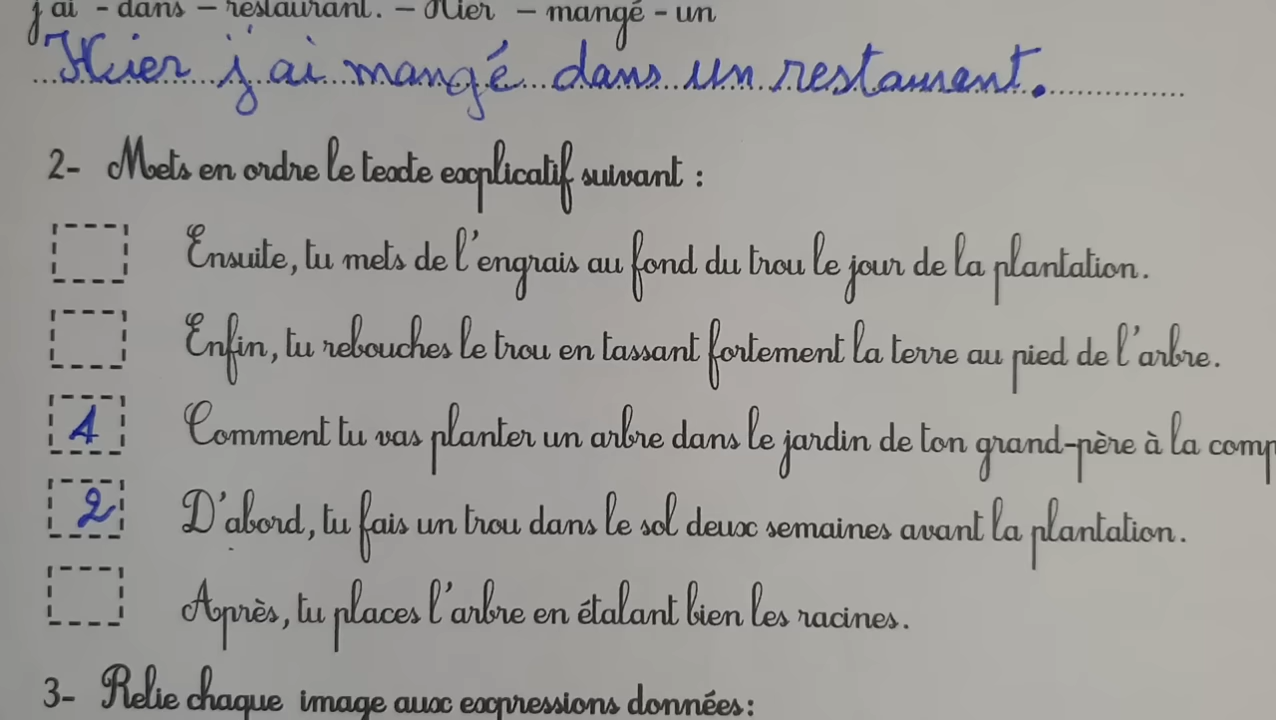 j'ai - dans - restaurant. - Hier - mangé - un
Hier j'ai mangé dans un restaurant.
2- Mets en ordre le texte explicatif suivant :
Ensuite, tu mets de l'engrais au fond du trou le jour de la plantation.
Enfin, tu rebouches le trou en tassant fortement la terre au pied de l'arbre.
1 Comment tu vas planter un arbre dans le jardin de ton grand-père à la comp
2 D'abord, tu fais un trou dans le sol deux semaines avant la plantation.
Après, tu places l'arbre en étalant bien les racines.
3- Relie chaque image aux expressions données: